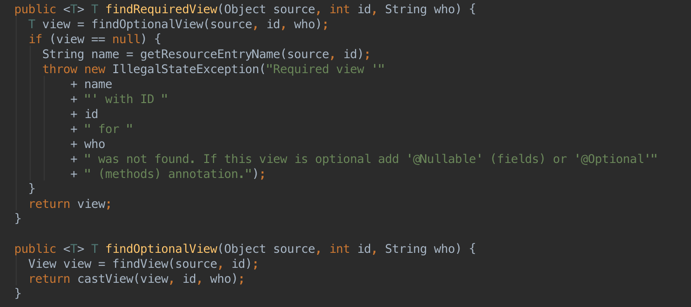 public <T> T findRequiredView(Object source, int id, String who) {
  T view = findOptionalView(source, id, who);
  if (view == null) {
    String name = getResourceEntryName(source, id);
    throw new IllegalStateException("Required view '"
        + name
        + "' with ID "
        + id
        + " for "
        + who
        + " was not found. If this view is optional add '@Nullable' (fields) or '@Optional'"
        + " (methods) annotation.");
  }
  return view;
}

public <T> T findOptionalView(Object source, int id, String who) {
  View view = findView(source, id);
  return castView(view, id, who);
}